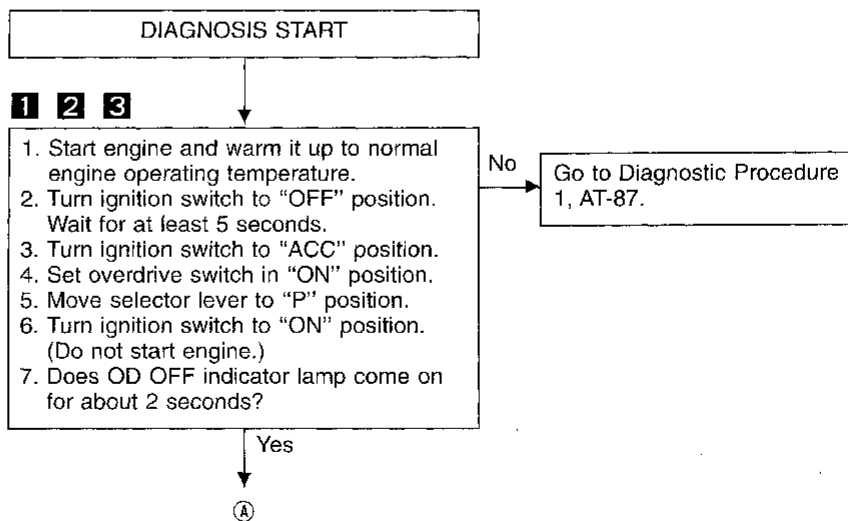 DIAGNOSIS START
1 2 3
1. Start engine and warm it up to normal
engine operating temperature.
2. Turn ignition switch to “OFF” position.
Wait for at least 5 seconds.
3. Turn ignition switch to “ACC” position.
4. Set overdrive switch in “ON” position.
5. Move selector lever to “P” position.
6. Turn ignition switch to “ON” position.
(Do not start engine.)
7. Does OD OFF indicator lamp come on
for about 2 seconds?
No
Go to Diagnostic Procedure
1, AT-87.
Yes
Ⓐ